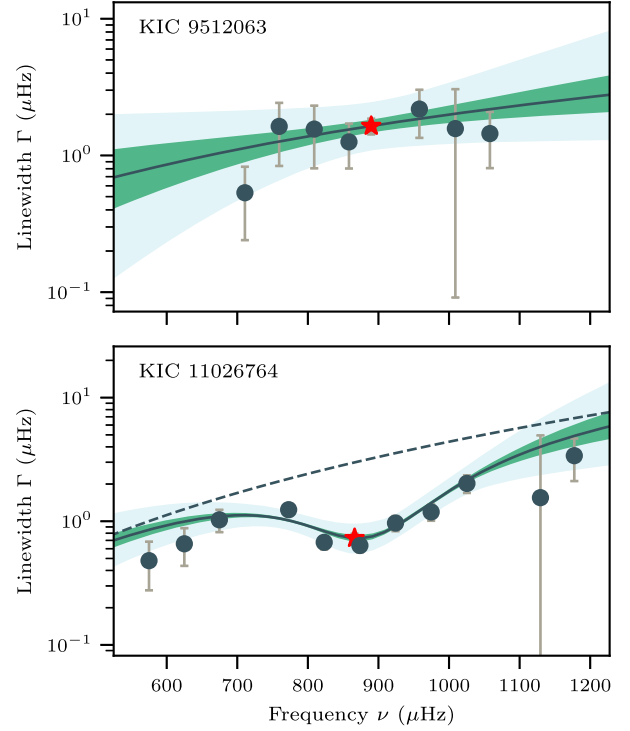 KIC 9512063
Linewidth Γ (μHz)
10¹
10⁰
10⁻¹
KIC 11026764
Linewidth Γ (μHz)
10¹
10⁰
10⁻¹
600 700 800 900 1000 1100 1200
Frequency ν (μHz)